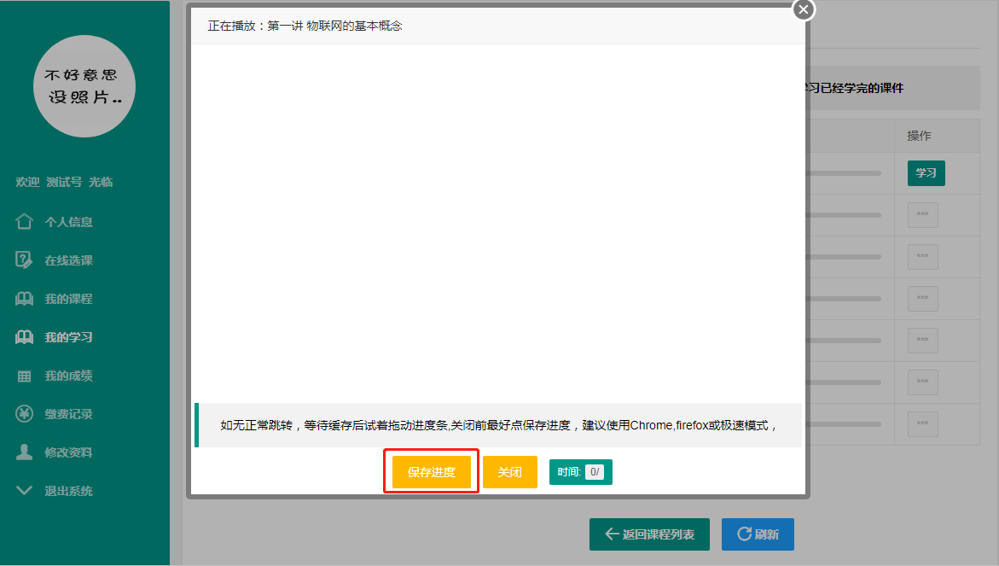 不好意思
没照片..
欢迎 测试号 光临
个人信息
在线选课
我的课程
我的学习
我的成绩
缴费记录
修改资料
退出系统
正在播放：第一讲 物联网的基本概念
学习已经学完的课件
操作
学习
***
***
***
***
***
***
如无正常跳转，等待缓存后试着拖动进度条,关闭前最好点保存进度，建议使用Chrome,firefox或极速模式，
保存进度
关闭
时间: 0/
返回课程列表
刷新